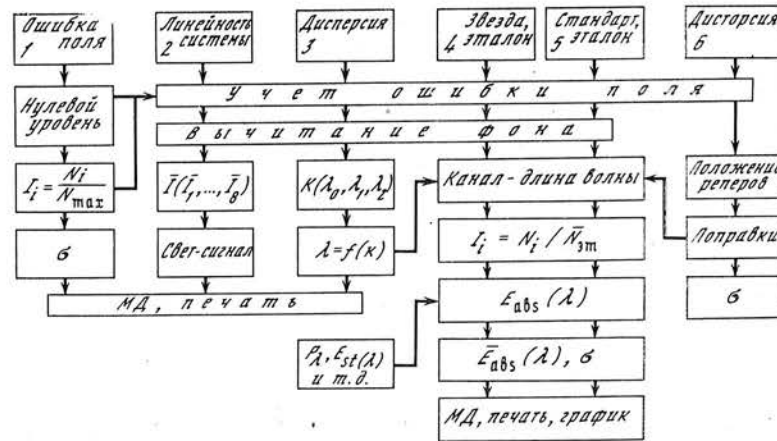 Ошибка
1 поля
Линейность
2 системы
Дисперсия
3
Звезда,
4 эталон
Стандарт,
5 эталон
Дисторсия
6
Учет ошибки поля
Нулевой
уровень
Вычитание фона
I_i = N_i / N_max
Ī(Ī_1,...,Ī_8)
K(λ_0, λ_1, λ_2)
Канал-длина волны
Положение
реперов
σ
Свет-сигнал
λ=f(к)
I_i = N_i / N̄_эт
Поправки
МД, печать
E_abs (λ)
σ
P_λ, E_st(λ)
и т.д.
Ē_abs (λ), σ
МД, печать, график